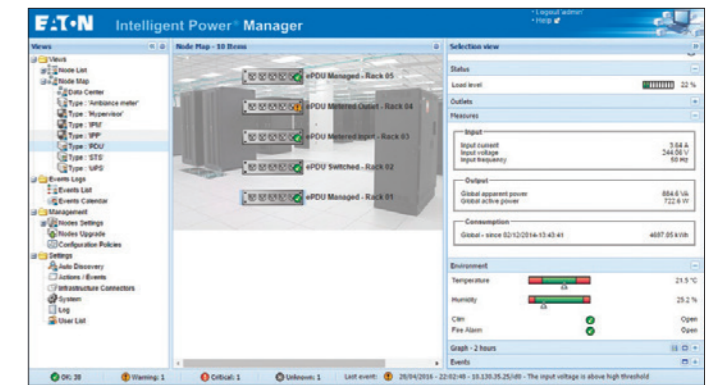 EATON Intelligent Power® Manager
Logout 'admin'
Help
Views
Node Map - 10 Items
Selection view
Views
Node List
Node Map
Data Center
Type : 'Ambiance meter'
Type : 'Hypervisor'
Type : 'IPM'
Type : 'IPP'
Type : 'PDU'
Type : 'STS'
Type : 'UPS'
Events Logs
Events List
Events Calendar
Management
Nodes Settings
Nodes Upgrade
Configuration Policies
Settings
Auto Discovery
Actions / Events
Infrastructure Connectors
System
Log
User List
ePDU Managed - Rack 05
ePDU Metered Outlet - Rack 04
ePDU Metered Input - Rack 03
ePDU Switched - Rack 02
ePDU Managed - Rack 01
Status
Load level 22 %
Outlets
Measures
Input
Input current 3.64 A
Input voltage 244.06 V
Input frequency 50 Hz
Output
Global apparent power 884.6 VA
Global active power 722.6 W
Consumption
Global - since 02/12/2014-13:43:41 4697.05 kWh
Environment
Temperature 21.5 °C
Humidity 25.2 %
Clim Open
Fire Alarm Open
Graph - 2 hours
Events
OK: 38 Warning: 1 Critical: 1 Unknown: 1 Last event: 20/04/2016 - 22:02:40 - 10.130.35.25/ - The input voltage is above high threshold